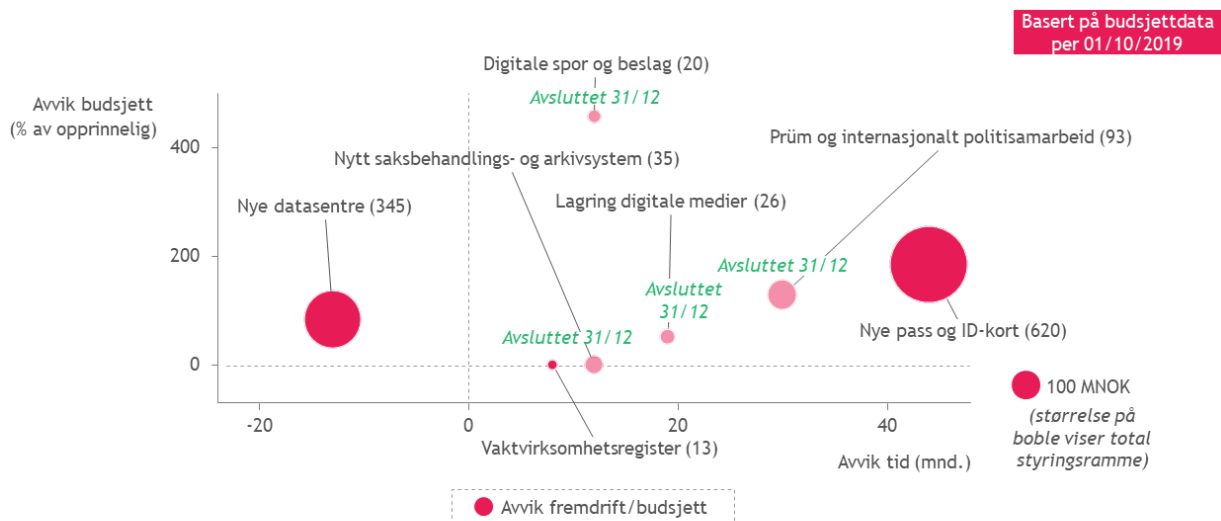 Basert på budsjettdata
per 01/10/2019
Digitale spor og beslag (20)
Avsluttet 31/12
Avvik budsjett
(% av opprinnelig)
Prüm og internasjonalt politisamarbeid (93)
400
Nytt saksbehandlings- og arkivsystem (35)
Lagring digitale medier (26)
Nye datasentre (345)
200
Avsluttet 31/12
Avsluttet
31/12
Avsluttet 31/12
Nye pass og ID-kort (620)
0
100 MNOK
-20
0
20
40
(størrelse på
boble viser total
styringsramme)
Vaktvirksomhetsregister (13)
Avvik tid (mnd.)
Avvik fremdrift/budsjett